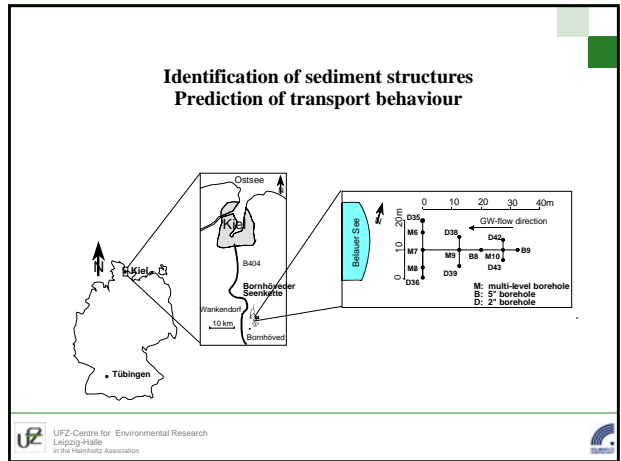 Identification of sediment structures
Prediction of transport behaviour
N
Kiel
Tübingen
Ostsee
N
Kiel
B404
Bornhöveder
Seenkette
Wankendorf
10 km
Bornhöved
Belauer See
N
0 10 20 30 40m
GW-flow direction
20m
10
0
D35
M6
D38
D42
M7
M9
B8
M10
B9
M8
D39
D43
D36
M: multi-level borehole
B: 5" borehole
D: 2" borehole
UFZ
UFZ-Centre for Environmental Research
Leipzig-Halle
in the Helmholtz Association